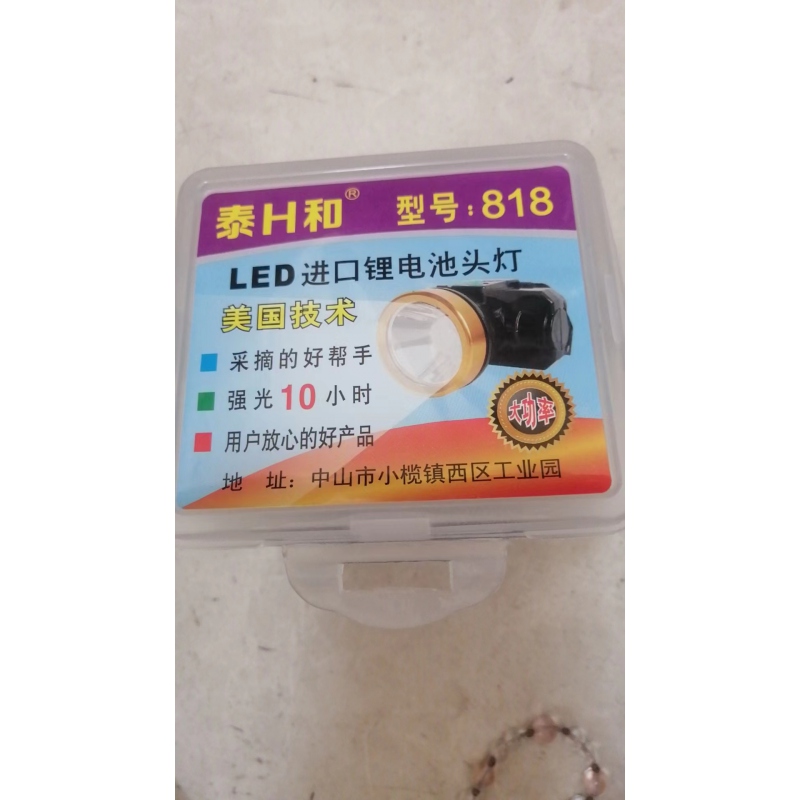 泰H和® 型号:818
LED进口锂电池头灯
美国技术
采摘的好帮手
强光10小时
用户放心的好产品
大功率
地 址:中山市小榄镇西区工业园